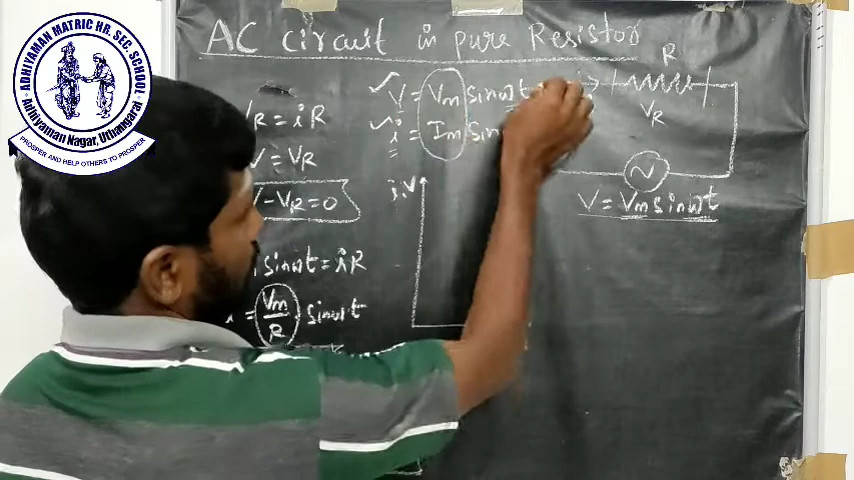 ADHIYAMAN MATRIC HR. SEC. SCHOOL
Adhiyaman Nagar, Uthangarai
PROSPER AND HELP OTHERS TO PROSPER
AC circuit in pure Resistor
R
VR = iR
V = VR
V - VR = 0
sinωt = iR
i = Vm/R sinωt
✓ V = Vm sinωt
✓ i = Im sin
i,V
VR
V = Vm sinωt